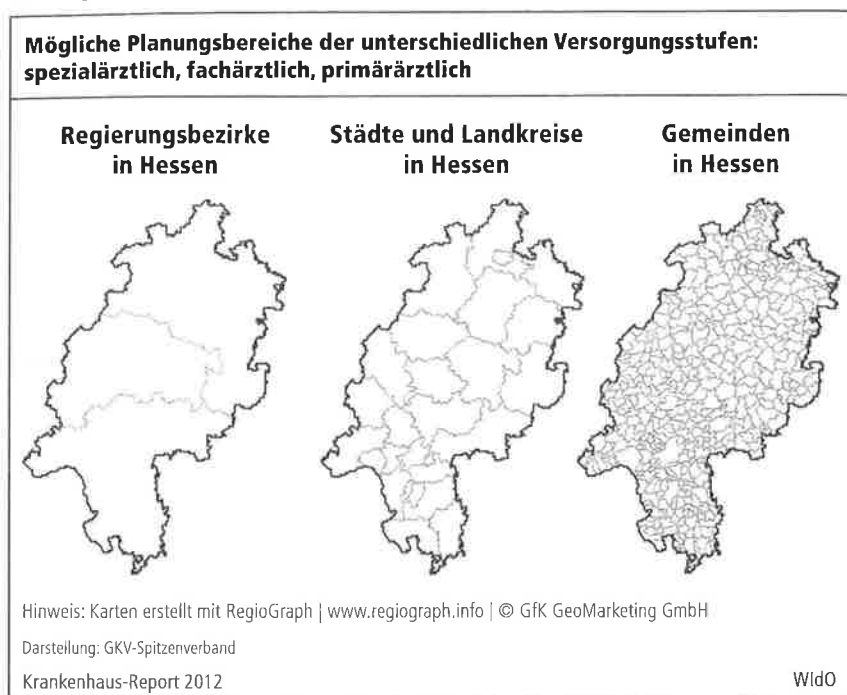 Mögliche Planungsbereiche der unterschiedlichen Versorgungsstufen:
spezialärztlich, fachärztlich, primärärztlich
Regierungsbezirke
in Hessen
Städte und Landkreise
in Hessen
Gemeinden
in Hessen
Hinweis: Karten erstellt mit RegioGraph | www.regiograph.info | © GfK GeoMarketing GmbH
Darstellung: GKV-Spitzenverband
Krankenhaus-Report 2012
WIdO